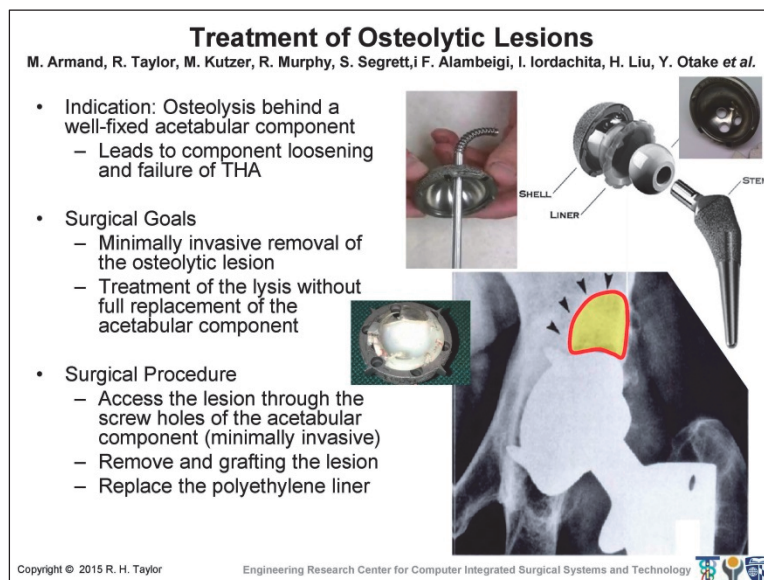 Treatment of Osteolytic Lesions
M. Armand, R. Taylor, M. Kutzer, R. Murphy, S. Segrett,i F. Alambeigi, I. Iordachita, H. Liu, Y. Otake et al.
• Indication: Osteolysis behind a
well-fixed acetabular component
– Leads to component loosening
and failure of THA
• Surgical Goals
– Minimally invasive removal of
the osteolytic lesion
– Treatment of the lysis without
full replacement of the
acetabular component
• Surgical Procedure
– Access the lesion through the
screw holes of the acetabular
component (minimally invasive)
– Remove and grafting the lesion
– Replace the polyethylene liner
SHELL
LINER
STEM
Copyright © 2015 R. H. Taylor
Engineering Research Center for Computer Integrated Surgical Systems and Technology